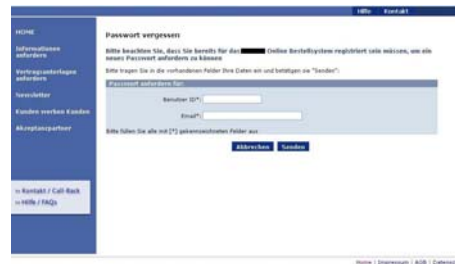 Hilfe Kontakt
HOME
Informationen
anfordern
Vertragsunterlagen
anfordern
Newsletter
Kunden werben Kunden
Akzeptanzpartner
Passwort vergessen
Bitte beachten Sie, dass Sie bereits für das Online Bestellsystem registriert sein müssen, um ein
neues Passwort anfordern zu können
Bitte tragen Sie in die vorhandenen Felder Ihre Daten ein und betätigen sie "Senden":
Passwort anfordern für:
Benutzer ID*:
Email*:
Bitte füllen Sie alle mit [*] gekennzeichneten Felder aus
Abbrechen Senden
Kontakt / Call-Back
Hilfe / FAQs
Home | Impressum | AGB | Datensc